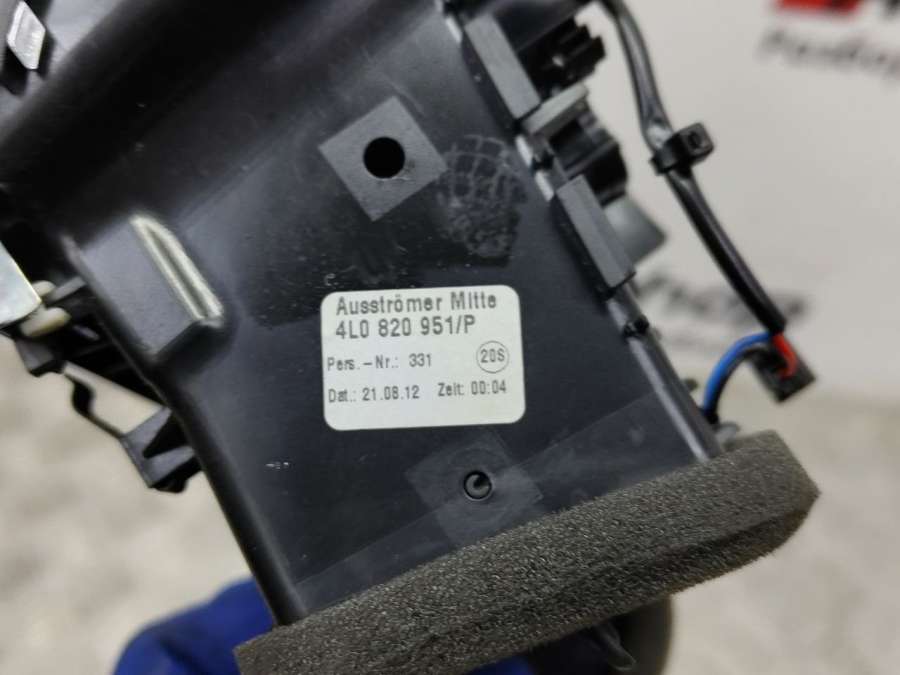 Ausströmer Mitte
4L0 820 951/P
Pers.-Nr.: 331 20S
Dat.: 21.08.12 Zeit: 00:04